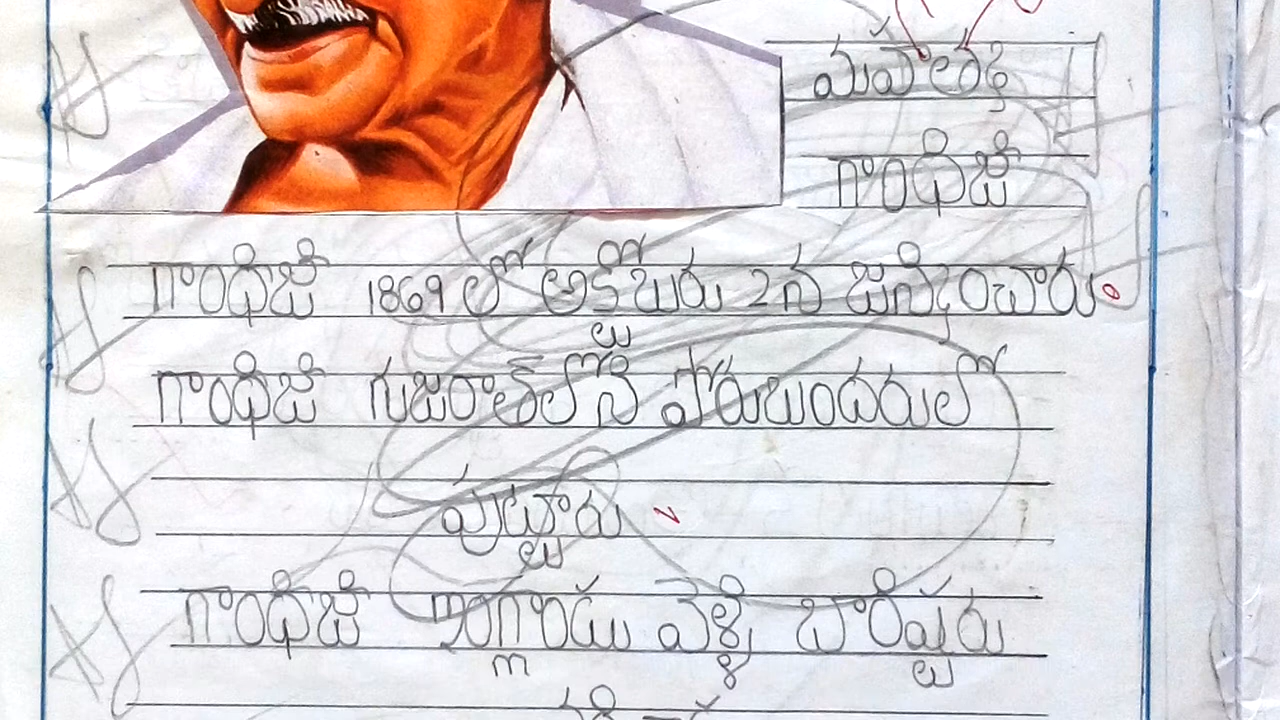 మహాత్మ
గాంధీజీ
గాంధీజీ 1869 లో అక్టోబరు 2న జన్మించారు
గాంధీజీ గుజరాత్‌లోని పోరుబందరులో
పుట్టారు
గాంధీజీ ఇంగ్లాండు వెళ్ళి బారిష్టరు